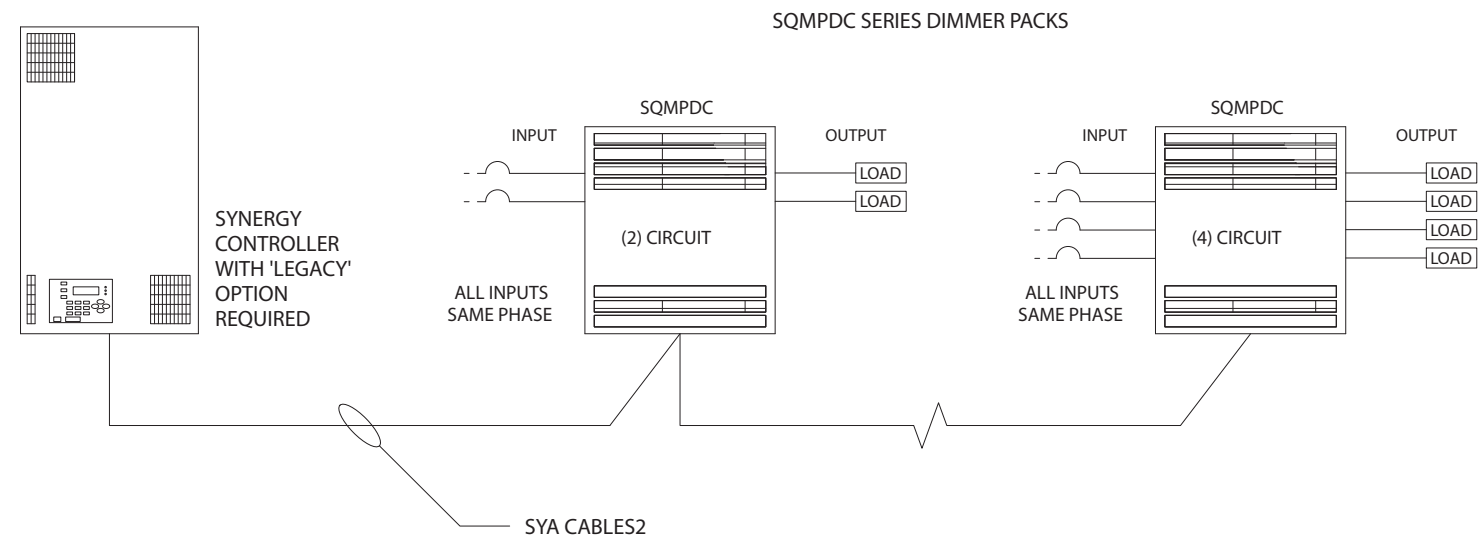 SQMPDC SERIES DIMMER PACKS
SQMPDC
INPUT
OUTPUT
LOAD
LOAD
(2) CIRCUIT
ALL INPUTS
SAME PHASE
SQMPDC
INPUT
OUTPUT
LOAD
LOAD
LOAD
LOAD
(4) CIRCUIT
ALL INPUTS
SAME PHASE
SYNERGY
CONTROLLER
WITH 'LEGACY'
OPTION
REQUIRED
SYA CABLES2